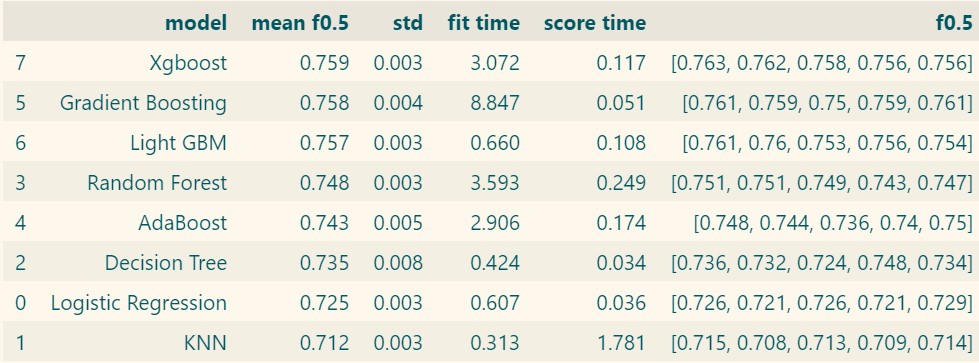 model mean f0.5 std fit time score time f0.5
7 Xgboost 0.759 0.003 3.072 0.117 [0.763, 0.762, 0.758, 0.756, 0.756]
5 Gradient Boosting 0.758 0.004 8.847 0.051 [0.761, 0.759, 0.75, 0.759, 0.761]
6 Light GBM 0.757 0.003 0.660 0.108 [0.761, 0.76, 0.753, 0.756, 0.754]
3 Random Forest 0.748 0.003 3.593 0.249 [0.751, 0.751, 0.749, 0.743, 0.747]
4 AdaBoost 0.743 0.005 2.906 0.174 [0.748, 0.744, 0.736, 0.74, 0.75]
2 Decision Tree 0.735 0.008 0.424 0.034 [0.736, 0.732, 0.724, 0.748, 0.734]
0 Logistic Regression 0.725 0.003 0.607 0.036 [0.726, 0.721, 0.726, 0.721, 0.729]
1 KNN 0.712 0.003 0.313 1.781 [0.715, 0.708, 0.713, 0.709, 0.714]